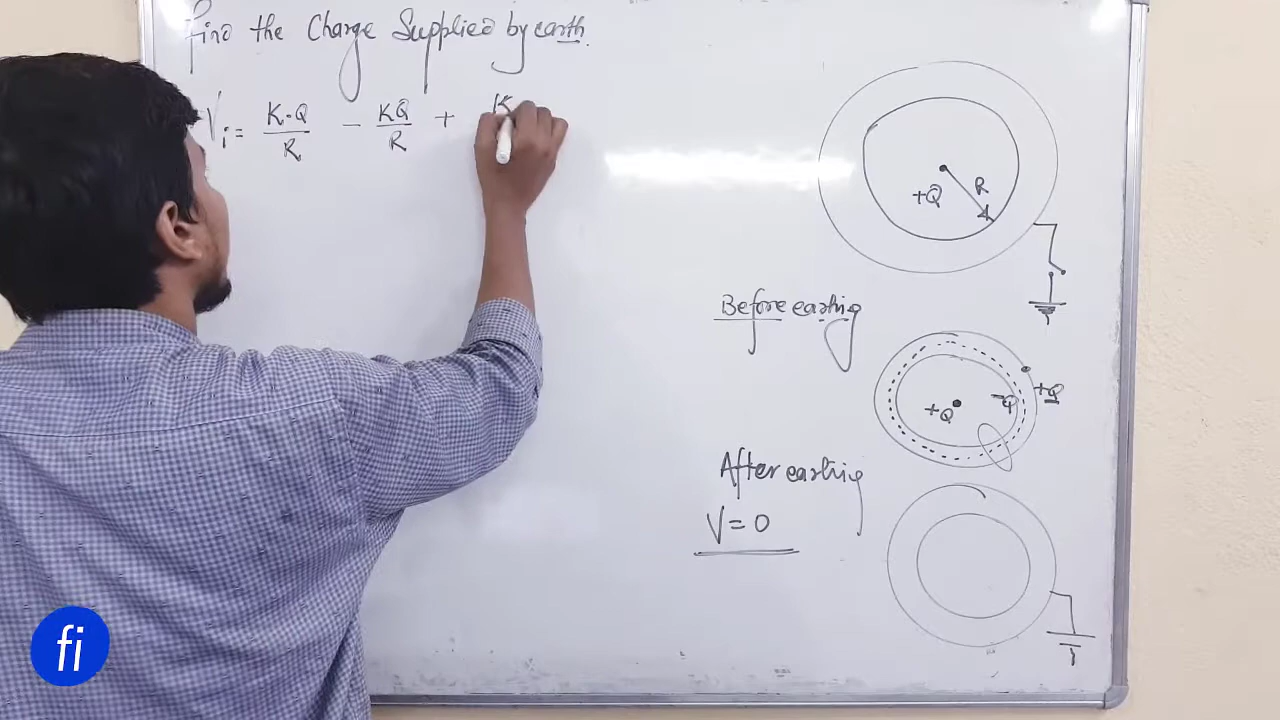 Find the Charge Supplied by earth.
Vi = K·Q/R - KQ/R + K
+Q
R
Before earthing
+Q
-Q
+Q
After earthing
V = 0
fi